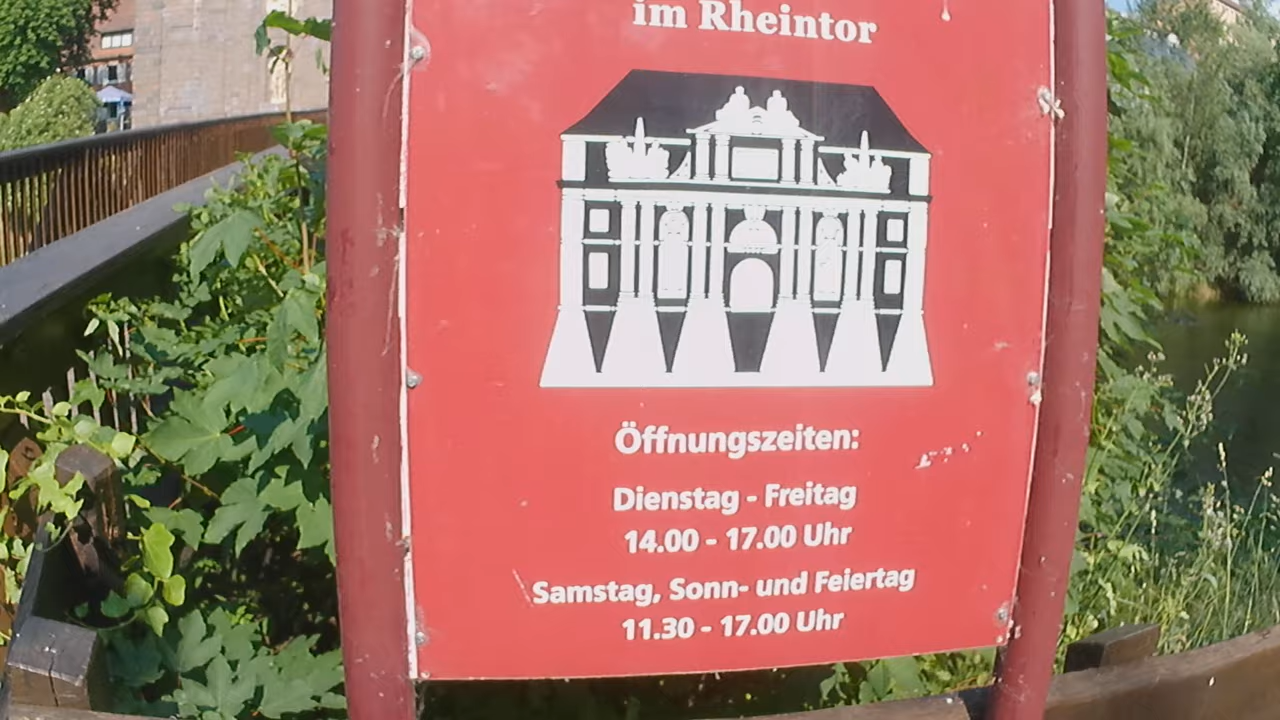 im Rheintor
Öffnungszeiten:
Dienstag - Freitag
14.00 - 17.00 Uhr
Samstag, Sonn- und Feiertag
11.30 - 17.00 Uhr